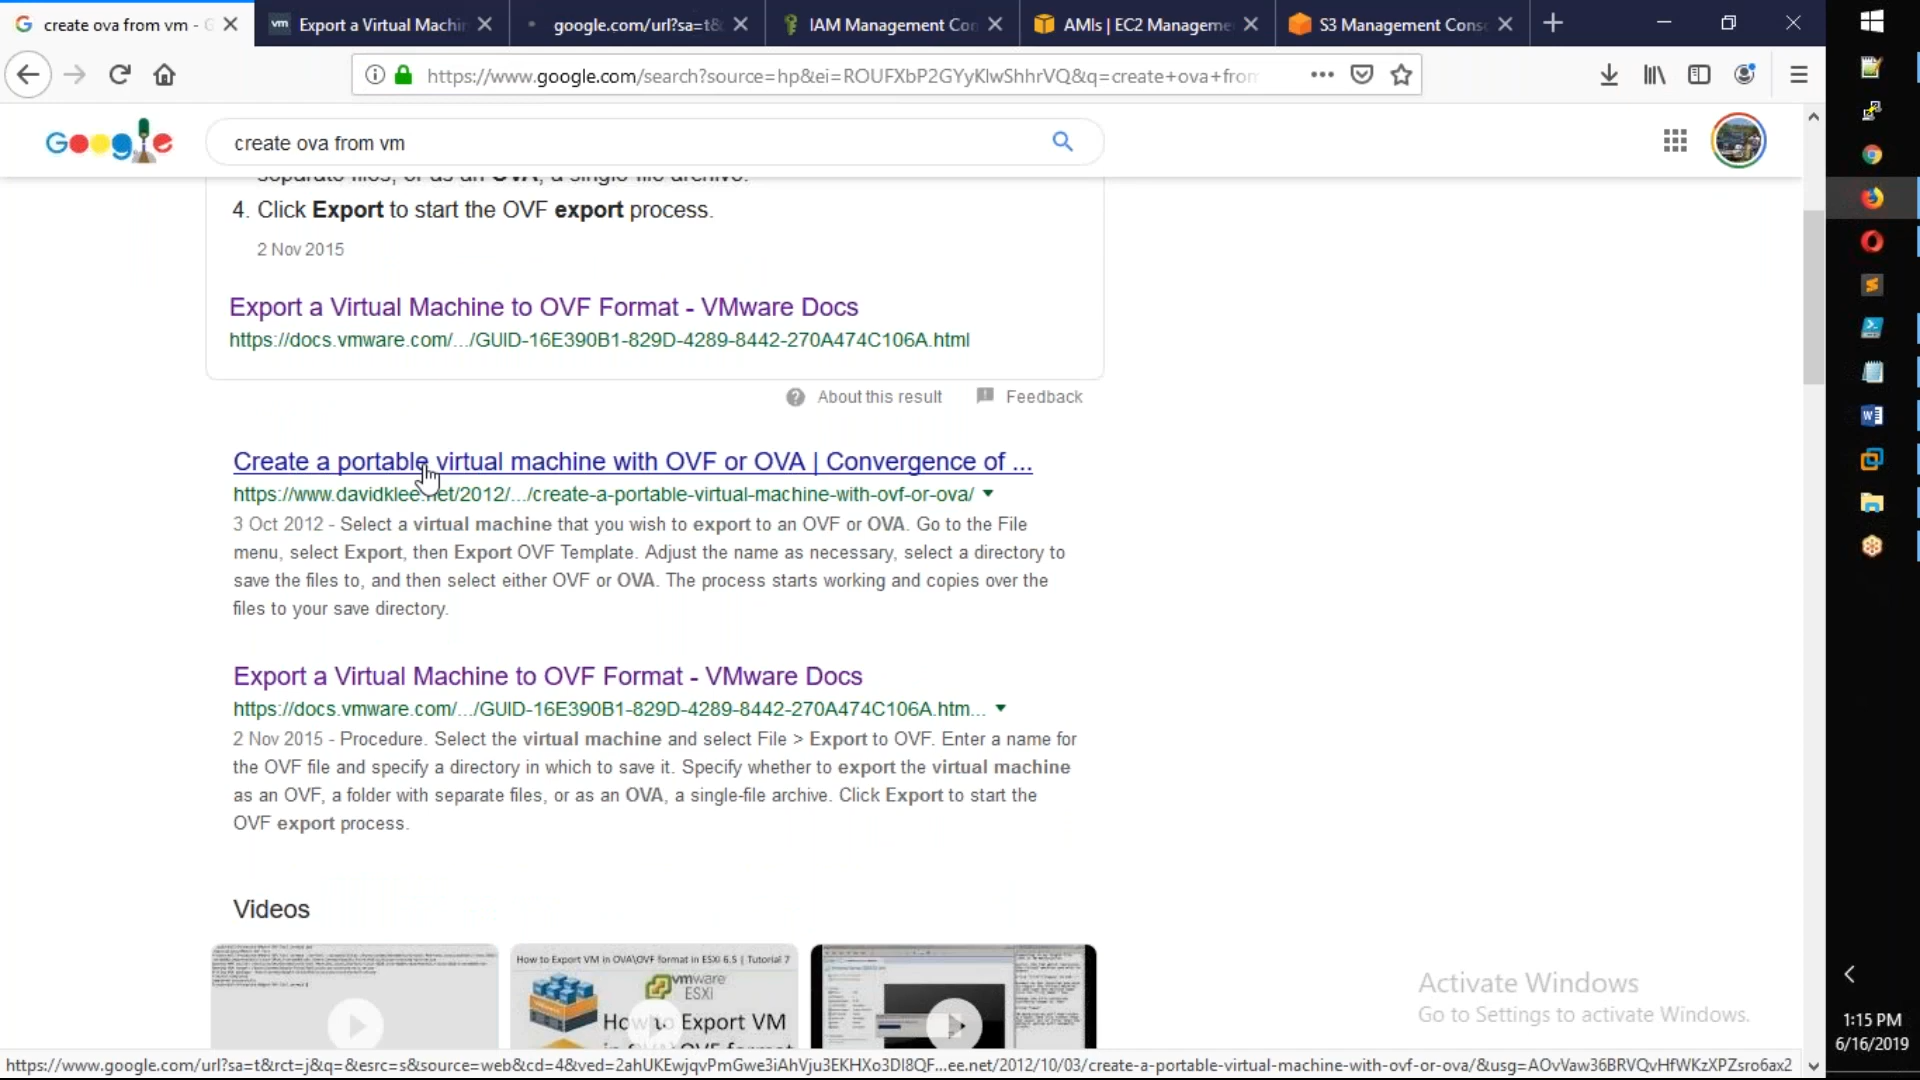 create ova from vm - G
Export a Virtual Machin
google.com/url?sa=t&
IAM Management Con
AMIs | EC2 Manageme
S3 Management Conso
https://www.google.com/search?source=hp&ei=ROUFXbP2GYyKlwShhrVQ&q=create+ova+from
Google
create ova from vm
separate files, or as an OVA, a single-file archive.
4. Click Export to start the OVF export process.
2 Nov 2015
Export a Virtual Machine to OVF Format - VMware Docs
https://docs.vmware.com/.../GUID-16E390B1-829D-4289-8442-270A474C106A.html
About this result
Feedback
Create a portable virtual machine with OVF or OVA | Convergence of ...
https://www.davidklee.net/2012/.../create-a-portable-virtual-machine-with-ovf-or-ova/
3 Oct 2012 - Select a virtual machine that you wish to export to an OVF or OVA. Go to the File
menu, select Export, then Export OVF Template. Adjust the name as necessary, select a directory to
save the files to, and then select either OVF or OVA. The process starts working and copies over the
files to your save directory.
Export a Virtual Machine to OVF Format - VMware Docs
https://docs.vmware.com/.../GUID-16E390B1-829D-4289-8442-270A474C106A.htm...
2 Nov 2015 - Procedure. Select the virtual machine and select File > Export to OVF. Enter a name for
the OVF file and specify a directory in which to save it. Specify whether to export the virtual machine
as an OVF, a folder with separate files, or as an OVA, a single-file archive. Click Export to start the
OVF export process.
Videos
How to Export VM in OVA\OVF format in ESXi 6.5 | Tutorial 7
vmware
ESXi
How to Export VM
Activate Windows
Go to Settings to activate Windows.
1:15 PM
6/16/2019
https://www.google.com/url?sa=t&rct=j&q=&esrc=s&source=web&cd=4&ved=2ahUKEwjqvPmGwe3iAhVju3EKHXo3DI8QF...ee.net/2012/10/03/create-a-portable-virtual-machine-with-ovf-or-ova/&usg=AOvVaw36BRVQvHfWKzXPZsro6ax2